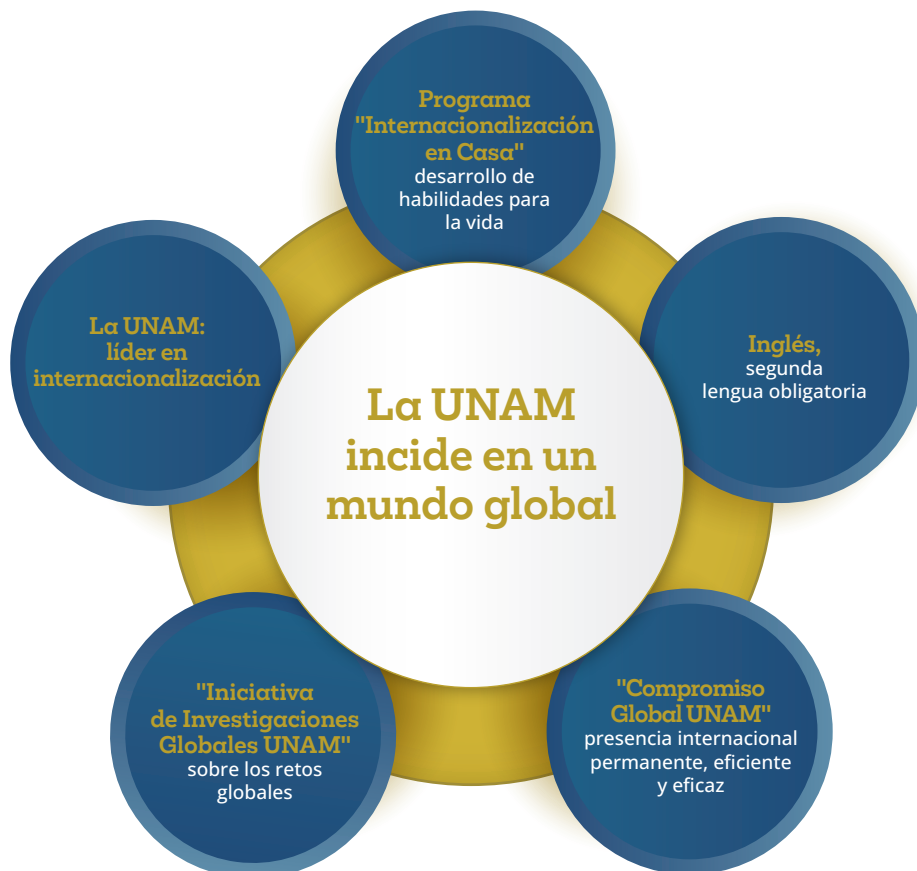 Programa
"Internacionalización
en Casa"
desarrollo de
habilidades para
la vida
Inglés,
segunda
lengua obligatoria
"Compromiso
Global UNAM"
presencia internacional
permanente, eficiente
y eficaz
"Iniciativa
de Investigaciones
Globales UNAM"
sobre los retos
globales
La UNAM:
líder en
internacionalización
La UNAM
incide en un
mundo global